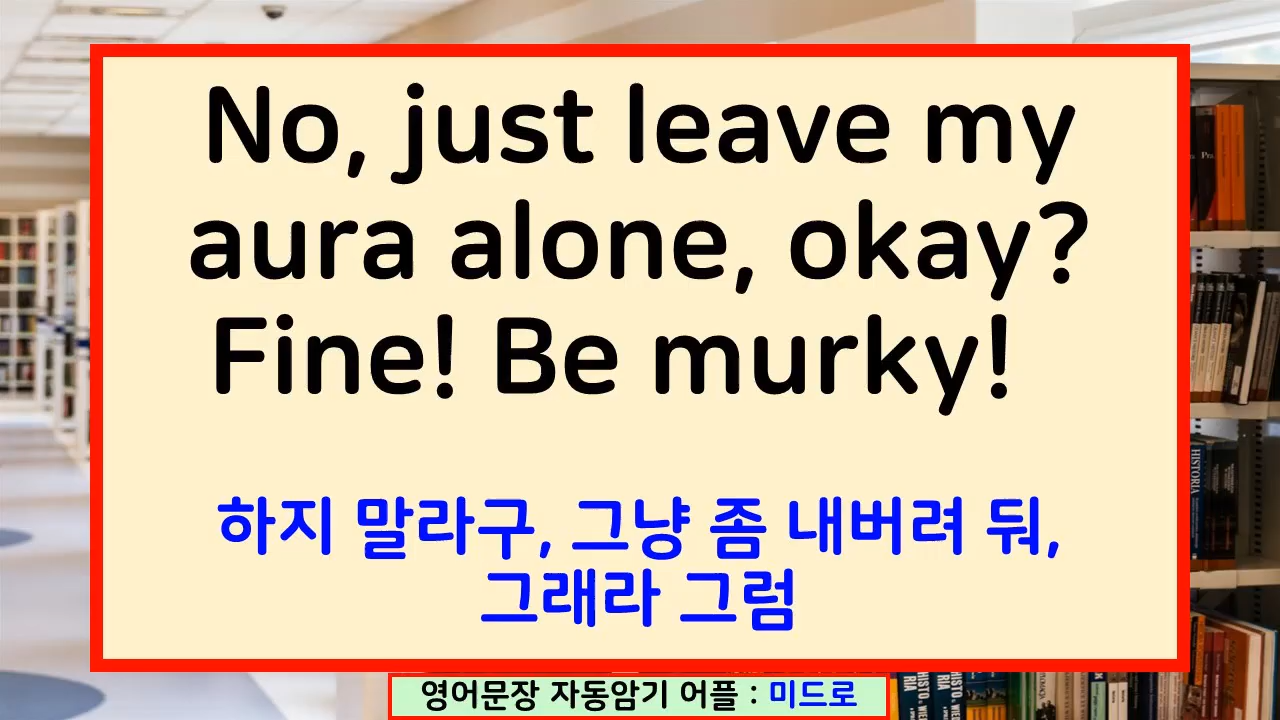 No, just leave my
aura alone, okay?
Fine! Be murky!
하지 말라구, 그냥 좀 내버려 둬,
그래라 그럼
영어문장 자동암기 어플 : 미드로
HISTORIA